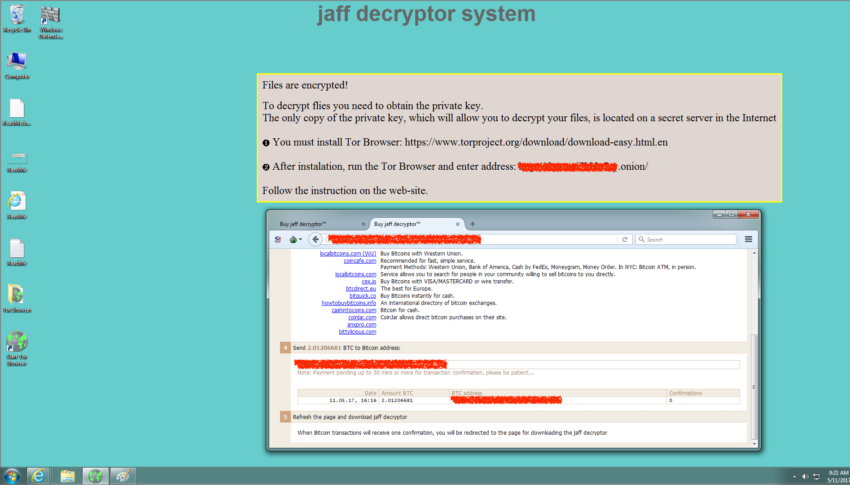 jaff decryptor system
Recycle Bin
Windows
Defende...
Computer
ReadMe
ReadMe
ReadMe
Tor Browser
Start Tor
Browser
Files are encrypted!
To decrypt flies you need to obtain the private key.
The only copy of the private key, which will allow you to decrypt your files, is located on a secret server in the Internet
❶ You must install Tor Browser: https://www.torproject.org/download/download-easy.html.en
❷ After instalation, run the Tor Browser and enter address: .onion/
Follow the instruction on the web-site.
Buy jaff decryptor™
Buy jaff decryptor™
Search
localbitcoins.com (WU) Buy Bitcoins with Western Union.
coincafe.com Recommended for fast, simple service.
Payment Methods: Western Union, Bank of America, Cash by FedEx, Moneygram, Money Order. In NYC: Bitcoin ATM, in person.
localbitcoins.com Service allows you to search for people in your community willing to sell bitcoins to you directly.
cex.io Buy Bitcoins with VISA/MASTERCARD or wire transfer.
btcdirect.eu The best for Europe.
bitquick.co Buy Bitcoins instantly for cash.
howtobuybitcoins.info An international directory of bitcoin exchanges.
cashintocoins.com Bitcoin for cash.
coinjar.com CoinJar allows direct bitcoin purchases on their site.
anxpro.com
bittylicious.com
4 Send 2.01206681 BTC to Bitcoin address:
Note: Payment pending up to 30 mins or more for transaction confirmation, please be patient...
Date Amount BTC BTC address Confirmations
11.05.17, 16:16 2.01206681 0
5 Refresh the page and download jaff decryptor
When Bitcoin transactions will receive one confirmation, you will be redirected to the page for downloading the jaff decryptor
9:21 AM
5/11/2017